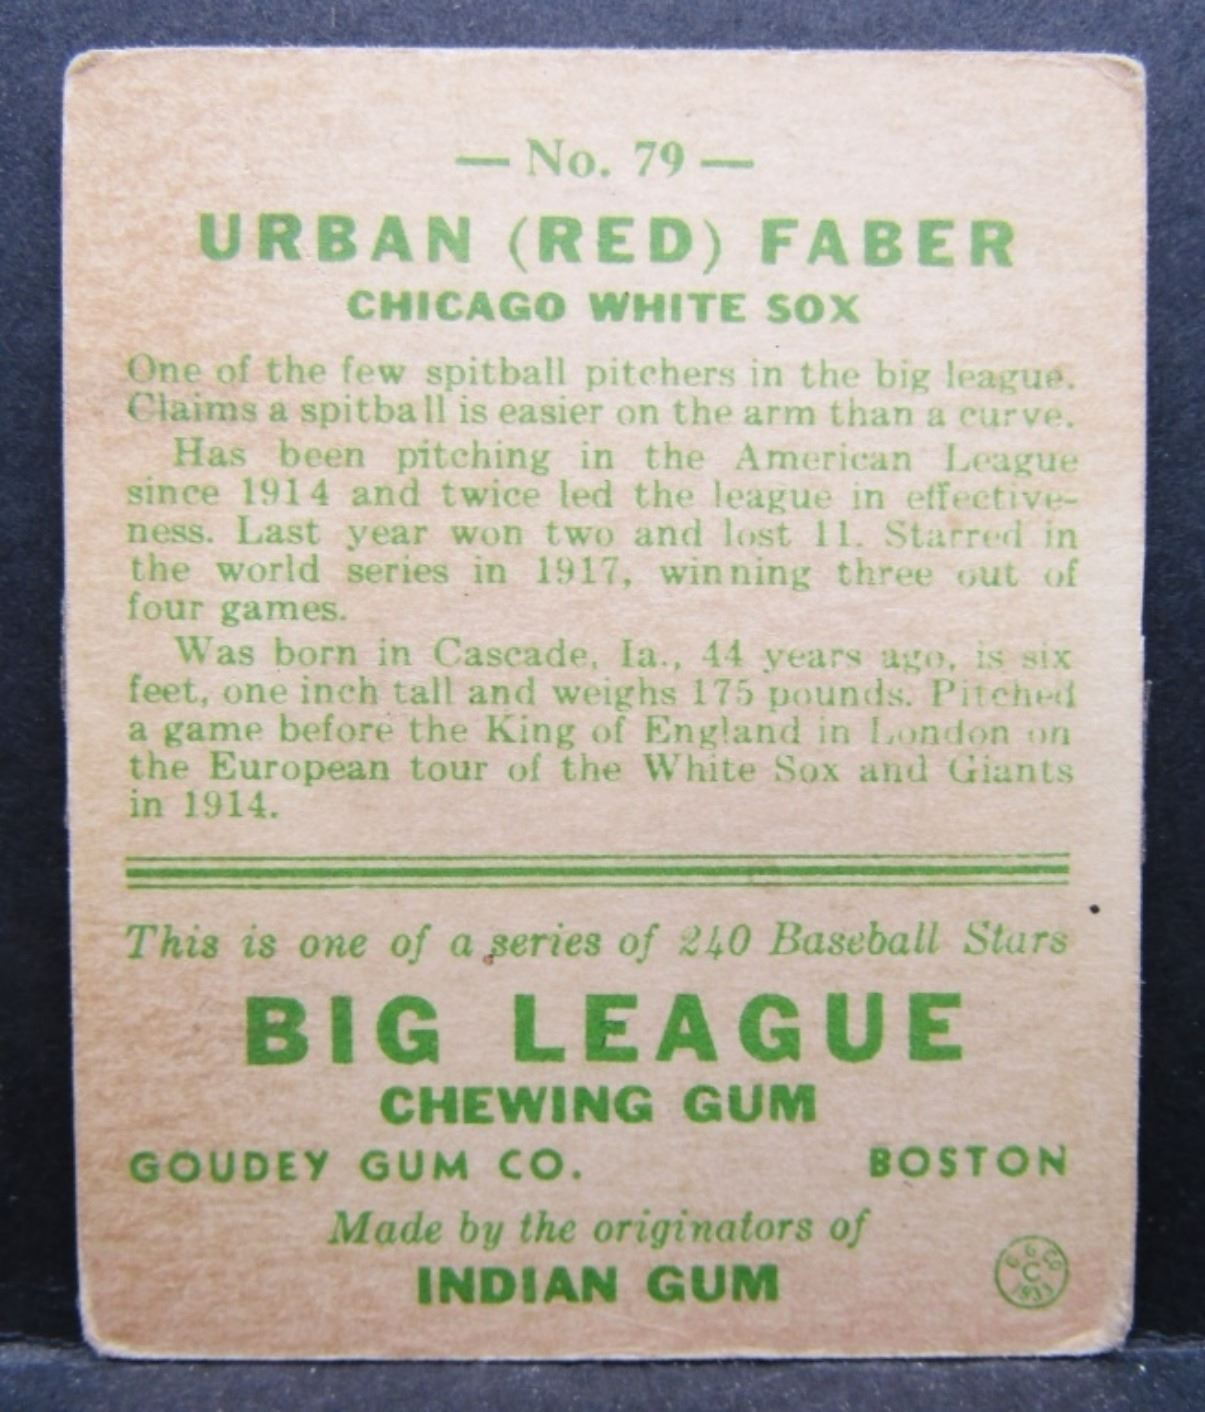 — No. 79 —
URBAN (RED) FABER
CHICAGO WHITE SOX
One of the few spitball pitchers in the big league.
Claims a spitball is easier on the arm than a curve.
Has been pitching in the American League
since 1914 and twice led the league in effective-
ness. Last year won two and lost 11. Starred in
the world series in 1917, winning three out of
four games.
Was born in Cascade, Ia., 44 years ago, is six
feet, one inch tall and weighs 175 pounds. Pitched
a game before the King of England in London on
the European tour of the White Sox and Giants
in 1914.
This is one of a series of 240 Baseball Stars
BIG LEAGUE
CHEWING GUM
GOUDEY GUM CO. BOSTON
Made by the originators of
INDIAN GUM
G. G. CO
C
1933